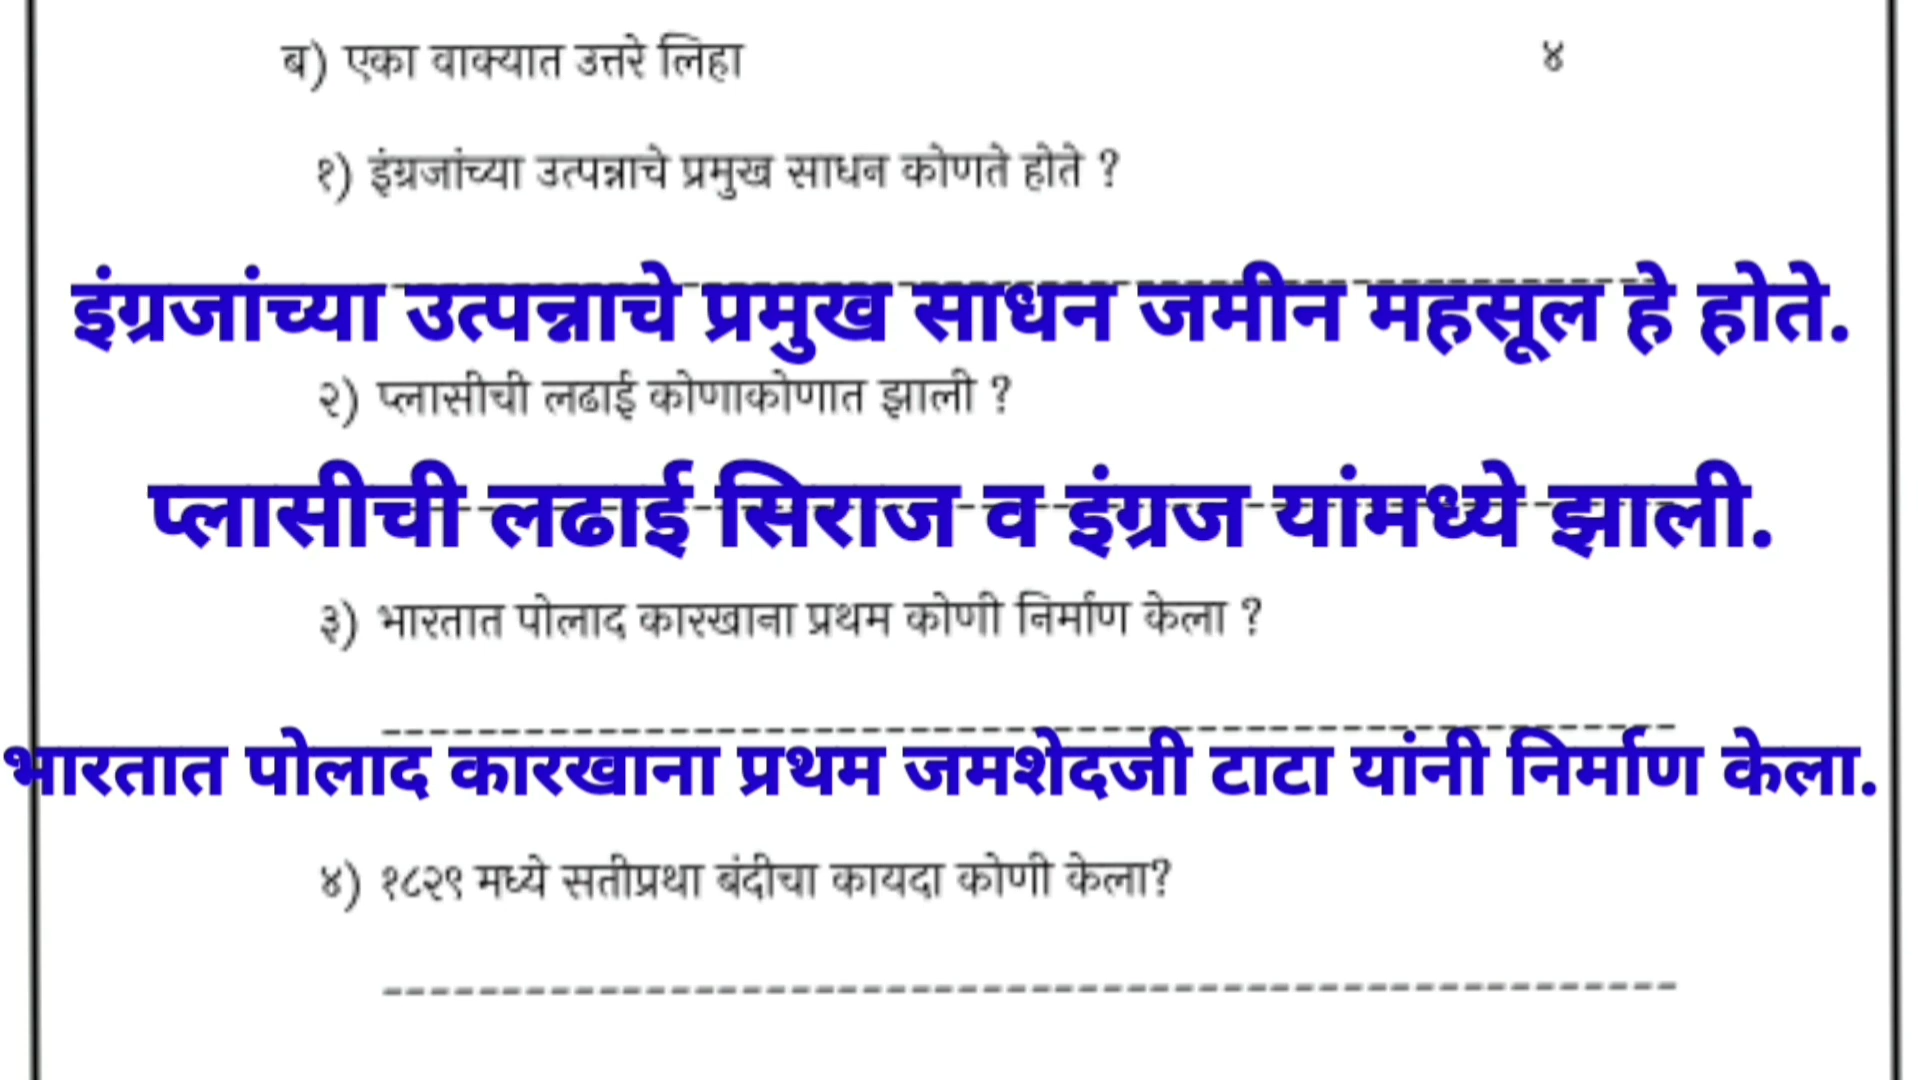 ब) एका वाक्यात उत्तरे लिहा ४
१) इंग्रजांच्या उत्पन्नाचे प्रमुख साधन कोणते होते ?
इंग्रजांच्या उत्पन्नाचे प्रमुख साधन जमीन महसूल हे होते.
२) प्लासीची लढाई कोणाकोणात झाली ?
प्लासीची लढाई सिराज व इंग्रज यांमध्ये झाली.
३) भारतात पोलाद कारखाना प्रथम कोणी निर्माण केला ?
भारतात पोलाद कारखाना प्रथम जमशेदजी टाटा यांनी निर्माण केला.
४) १८२९ मध्ये सतीप्रथा बंदीचा कायदा कोणी केला?